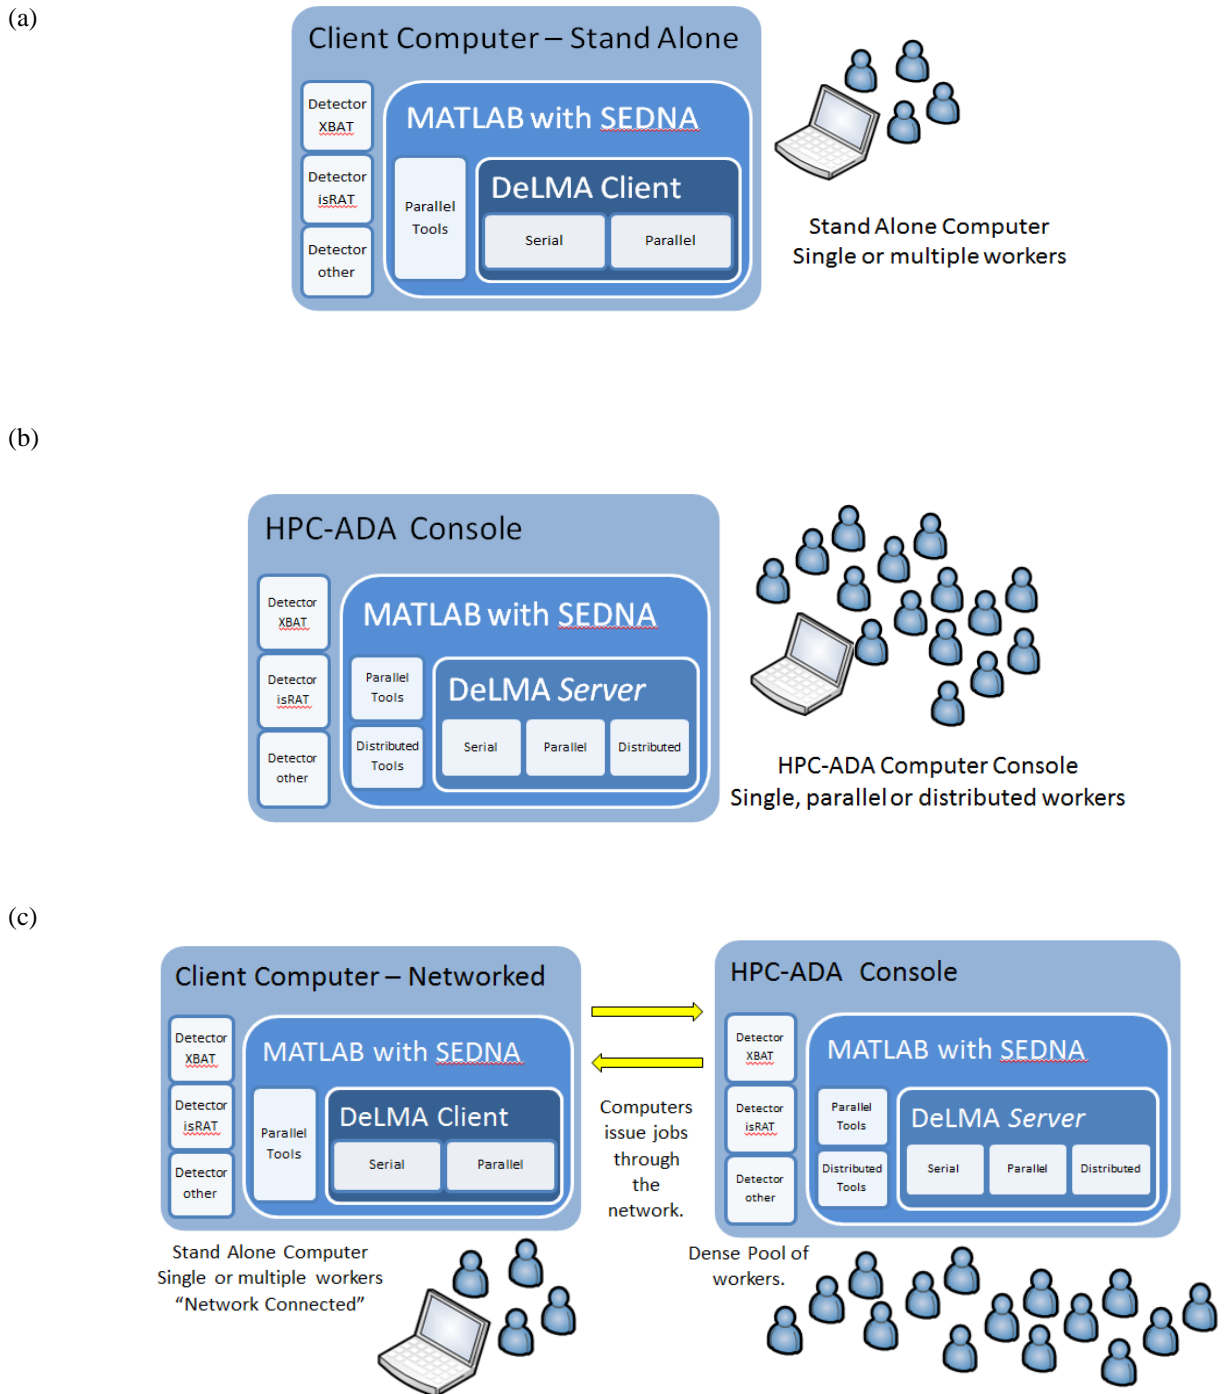 (a)
Client Computer – Stand Alone
Detector
XBAT
Detector
isRAT
Detector
other
MATLAB with SEDNA
Parallel
Tools
DeLMA Client
Serial
Parallel
Stand Alone Computer
Single or multiple workers
(b)
HPC-ADA Console
Detector
XBAT
Detector
isRAT
Detector
other
MATLAB with SEDNA
Parallel
Tools
Distributed
Tools
DeLMA Server
Serial
Parallel
Distributed
HPC-ADA Computer Console
Single, parallel or distributed workers
(c)
Client Computer – Networked
Detector
XBAT
Detector
isRAT
Detector
other
MATLAB with SEDNA
Parallel
Tools
DeLMA Client
Serial
Parallel
Stand Alone Computer
Single or multiple workers
“Network Connected”
Computers
issue jobs
through
the
network.
HPC-ADA Console
Detector
XBAT
Detector
isRAT
Detector
other
MATLAB with SEDNA
Parallel
Tools
Distributed
Tools
DeLMA Server
Serial
Parallel
Distributed
Dense Pool of
workers.